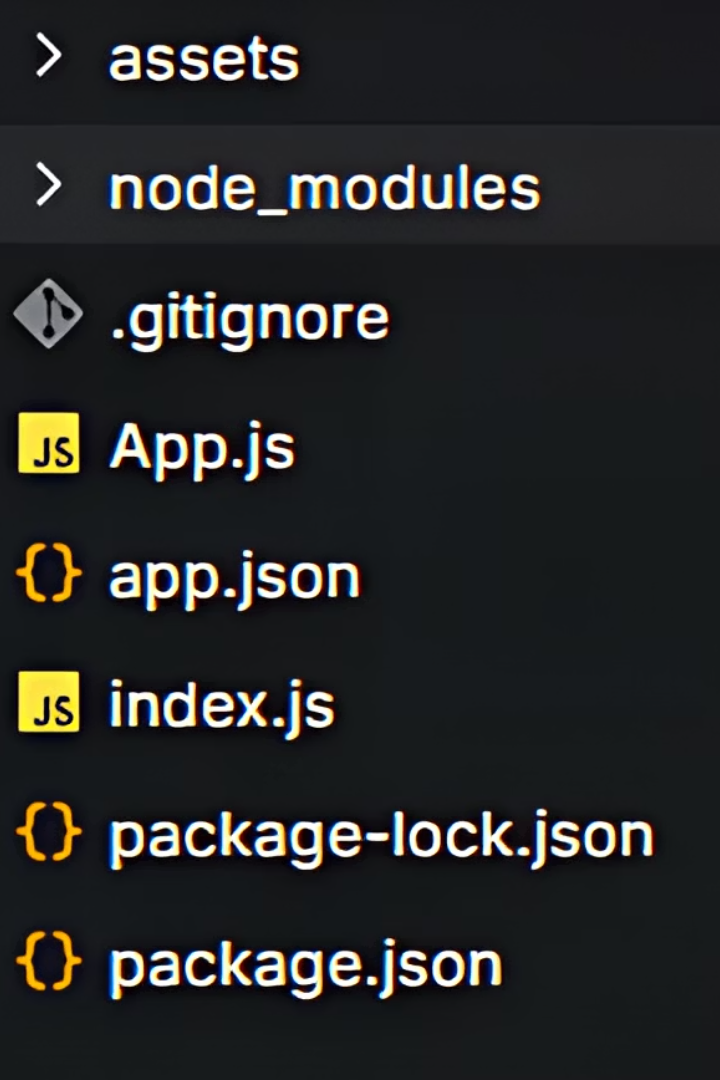 assets
node_modules
.gitignore
JS App.js
{} app.json
JS index.js
{} package-lock.json
{} package.json